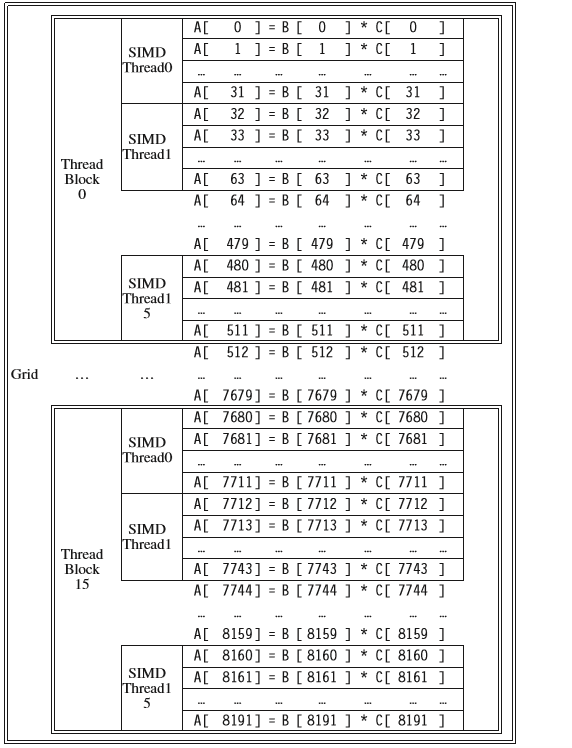 A[ 0 ] = B [ 0 ] * C[ 0 ]
SIMD Thread0 A[ 1 ] = B [ 1 ] * C[ 1 ]
… … … … … …
A[ 31 ] = B [ 31 ] * C[ 31 ]
A[ 32 ] = B [ 32 ] * C[ 32 ]
SIMD Thread1 A[ 33 ] = B [ 33 ] * C[ 33 ]
… … … … … …
Thread Block 0 A[ 63 ] = B [ 63 ] * C[ 63 ]
A[ 64 ] = B [ 64 ] * C[ 64 ]
… … … … … …
A[ 479 ] = B [ 479 ] * C[ 479 ]
A[ 480 ] = B [ 480 ] * C[ 480 ]
SIMD Thread1 5 A[ 481 ] = B [ 481 ] * C[ 481 ]
… … … … … …
A[ 511 ] = B [ 511 ] * C[ 511 ]
A[ 512 ] = B [ 512 ] * C[ 512 ]
Grid … … … … … … … …
A[ 7679] = B [ 7679 ] * C[ 7679 ]
A[ 7680] = B [ 7680 ] * C[ 7680 ]
SIMD Thread0 A[ 7681] = B [ 7681 ] * C[ 7681 ]
… … … … … …
A[ 7711] = B [ 7711 ] * C[ 7711 ]
A[ 7712] = B [ 7712 ] * C[ 7712 ]
SIMD Thread1 A[ 7713] = B [ 7713 ] * C[ 7713 ]
… … … … … …
Thread Block 15 A[ 7743] = B [ 7743 ] * C[ 7743 ]
A[ 7744] = B [ 7744 ] * C[ 7744 ]
… … … … … …
A[ 8159] = B [ 8159 ] * C[ 8159 ]
A[ 8160] = B [ 8160 ] * C[ 8160 ]
SIMD Thread1 5 A[ 8161] = B [ 8161 ] * C[ 8161 ]
… … … … … …
A[ 8191] = B [ 8191 ] * C[ 8191 ]